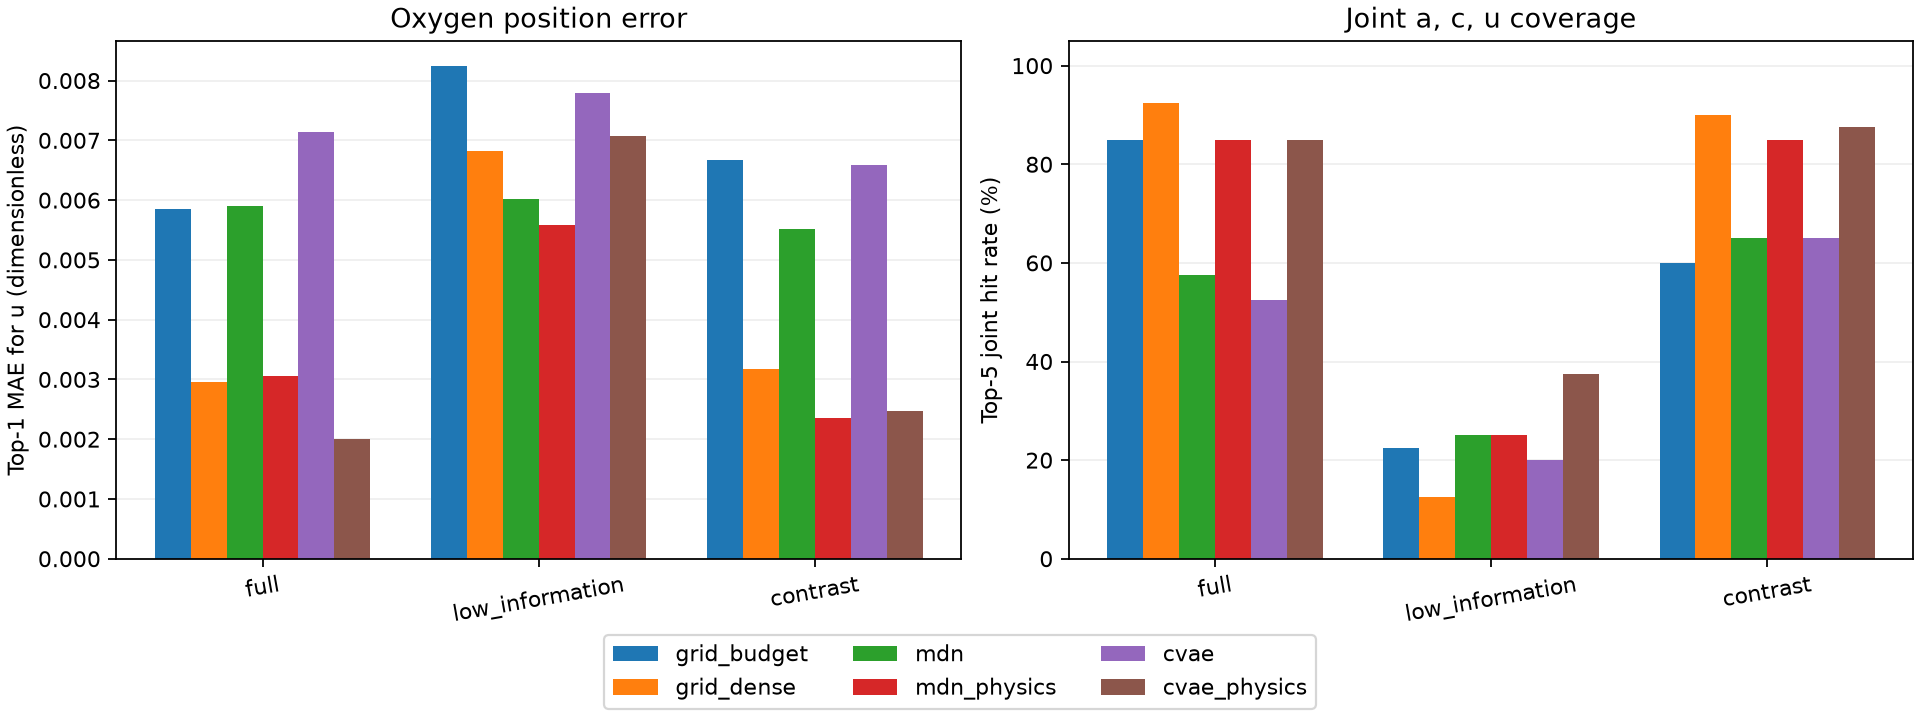 Oxygen position error
Top-1 MAE for u (dimensionless)
0.008
0.007
0.006
0.005
0.004
0.003
0.002
0.001
0.000
full
low_information
contrast
Joint a, c, u coverage
Top-5 joint hit rate (%)
100
80
60
40
20
0
full
low_information
contrast
grid_budget
mdn
cvae
grid_dense
mdn_physics
cvae_physics